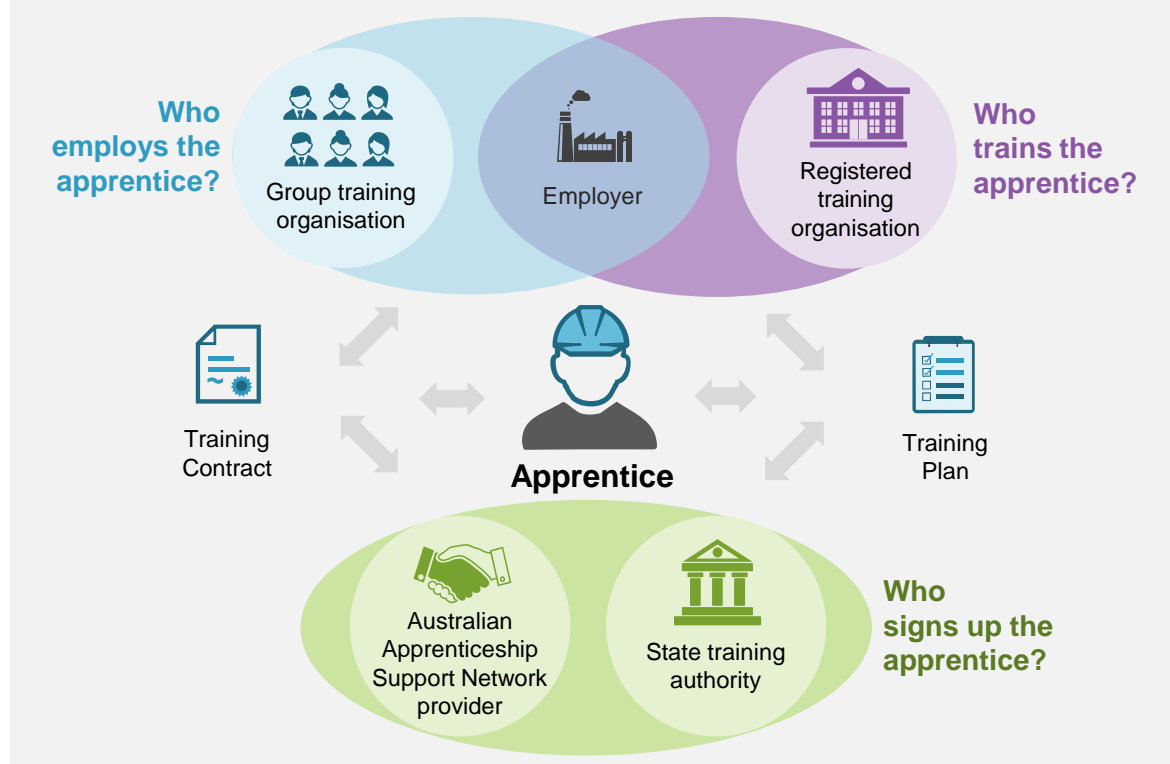 Who
employs the
apprentice?
Group training
organisation
Employer
Registered
training
organisation
Who
trains the
apprentice?
Training
Contract
Apprentice
Training
Plan
Australian
Apprenticeship
Support Network
provider
State training
authority
Who
signs up the
apprentice?